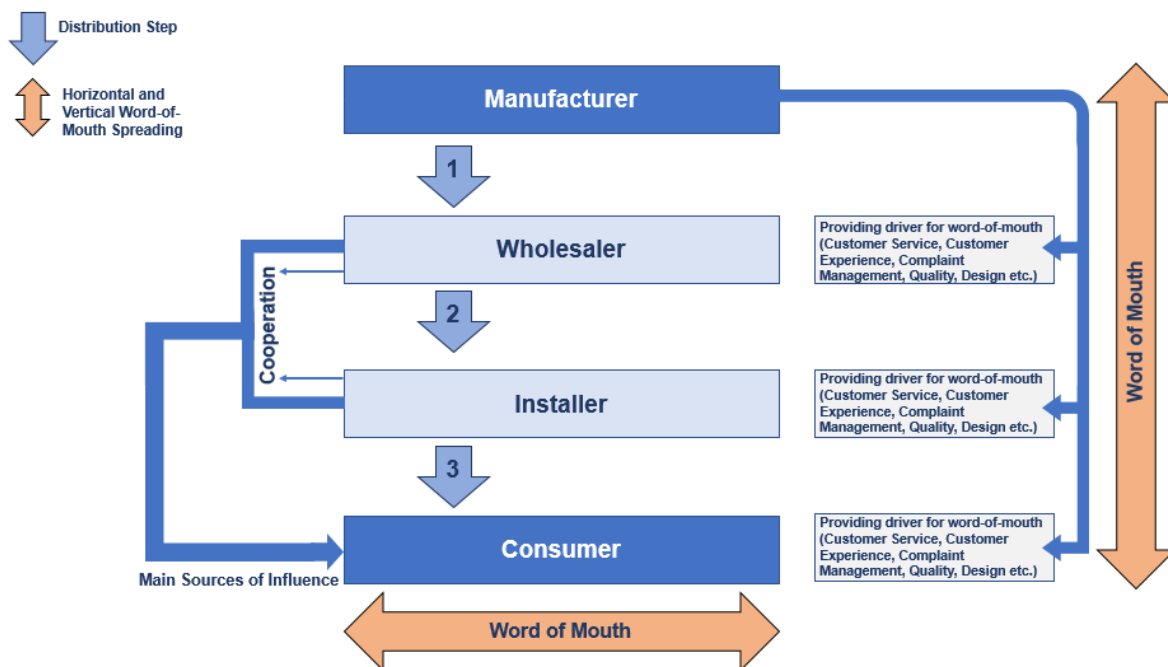 Distribution Step
Horizontal and
Vertical Word-of-
Mouth Spreading
Manufacturer
1
Wholesaler
Providing driver for word-of-mouth
(Customer Service, Customer
Experience, Complaint
Management, Quality, Design etc.)
Cooperation
2
Installer
Providing driver for word-of-mouth
(Customer Service, Customer
Experience, Complaint
Management, Quality, Design etc.)
3
Consumer
Providing driver for word-of-mouth
(Customer Service, Customer
Experience, Complaint
Management, Quality, Design etc.)
Main Sources of Influence
Word of Mouth
Word of Mouth